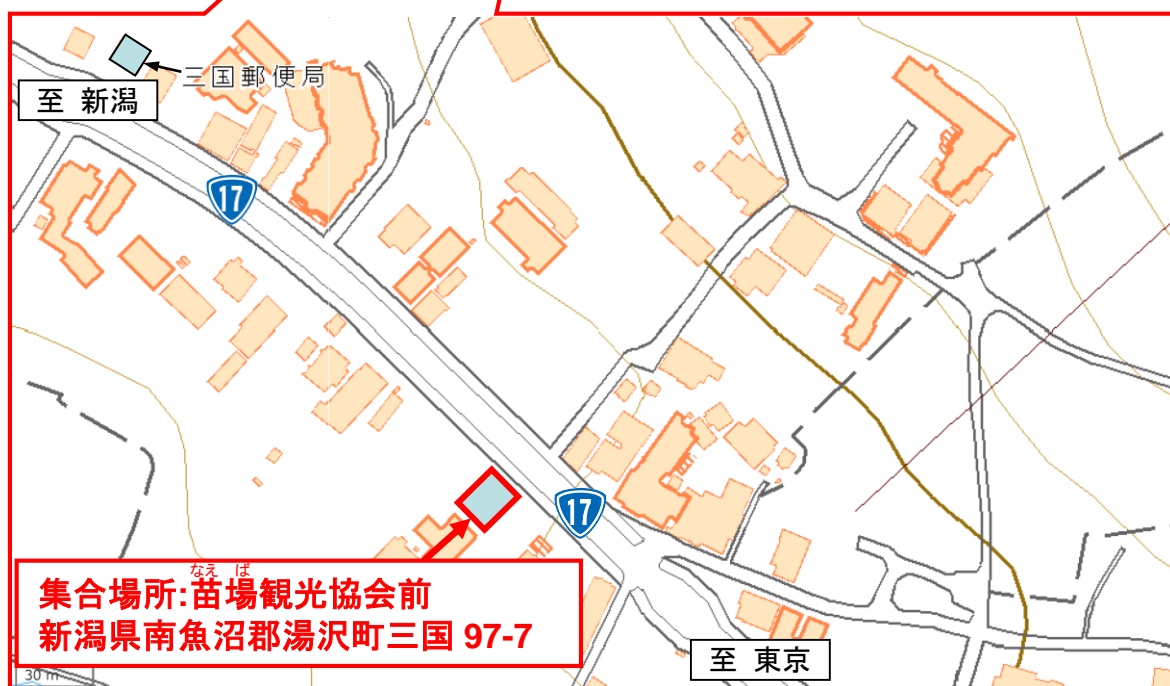 三国郵便局
至 新潟
17
17
なえ ば
集合場所:苗場観光協会前
新潟県南魚沼郡湯沢町三国 97-7
至 東京
30 m